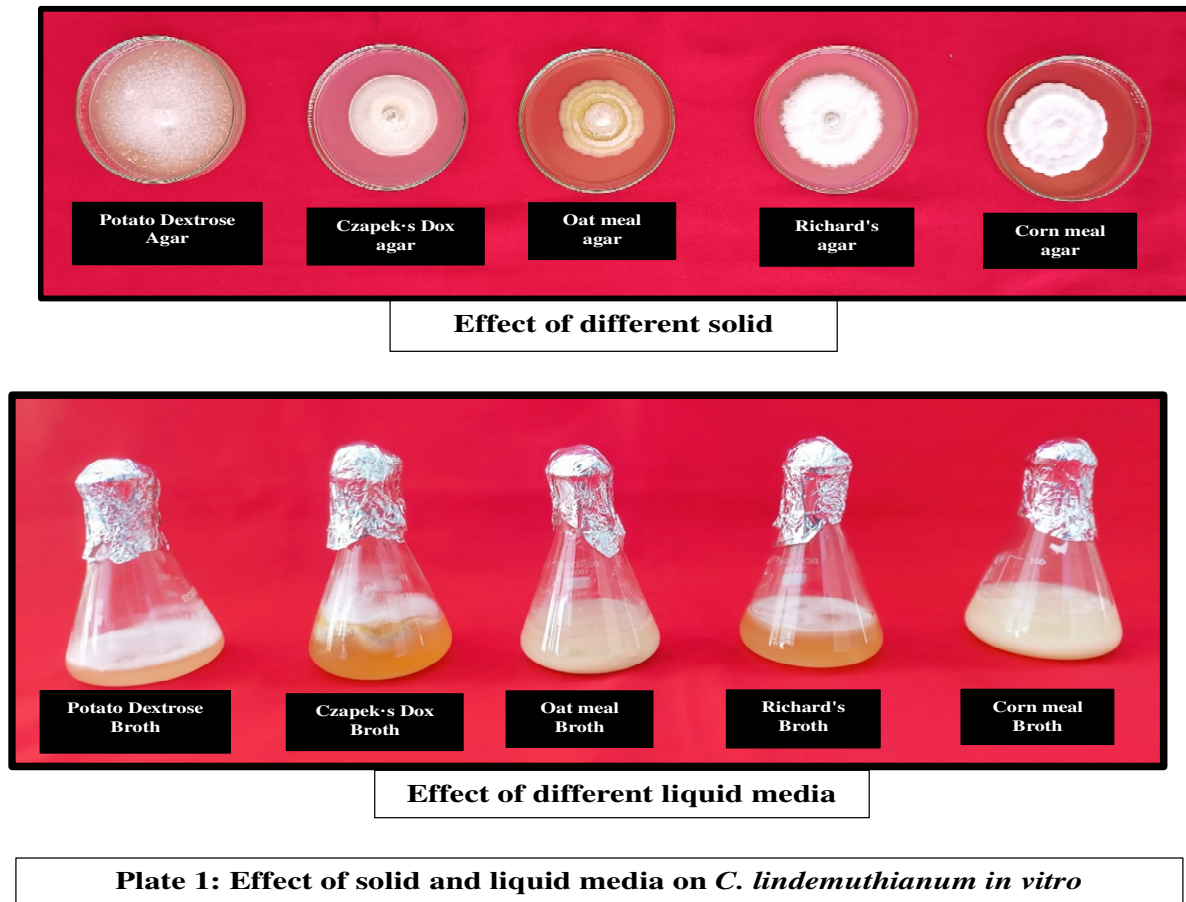 Potato Dextrose
Agar
Czapek·s Dox
agar
Oat meal
agar
Richard's
agar
Corn meal
agar
Effect of different solid
Potato Dextrose
Broth
Czapek·s Dox
Broth
Oat meal
Broth
Richard's
Broth
Corn meal
Broth
Effect of different liquid media
Plate 1: Effect of solid and liquid media on C. lindemuthianum in vitro